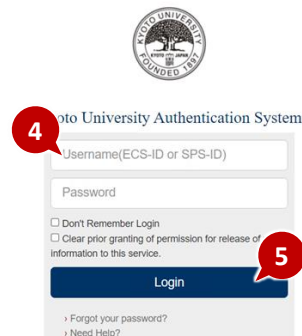 KYOTO UNIVERSITY
KYOTO JAPAN
FOUNDED 1897
oto University Authentication System
4
Username(ECS-ID or SPS-ID)
Password
Don't Remember Login
Clear prior granting of permission for release of
information to this service.
5
Login
› Forgot your password?
› Need Help?